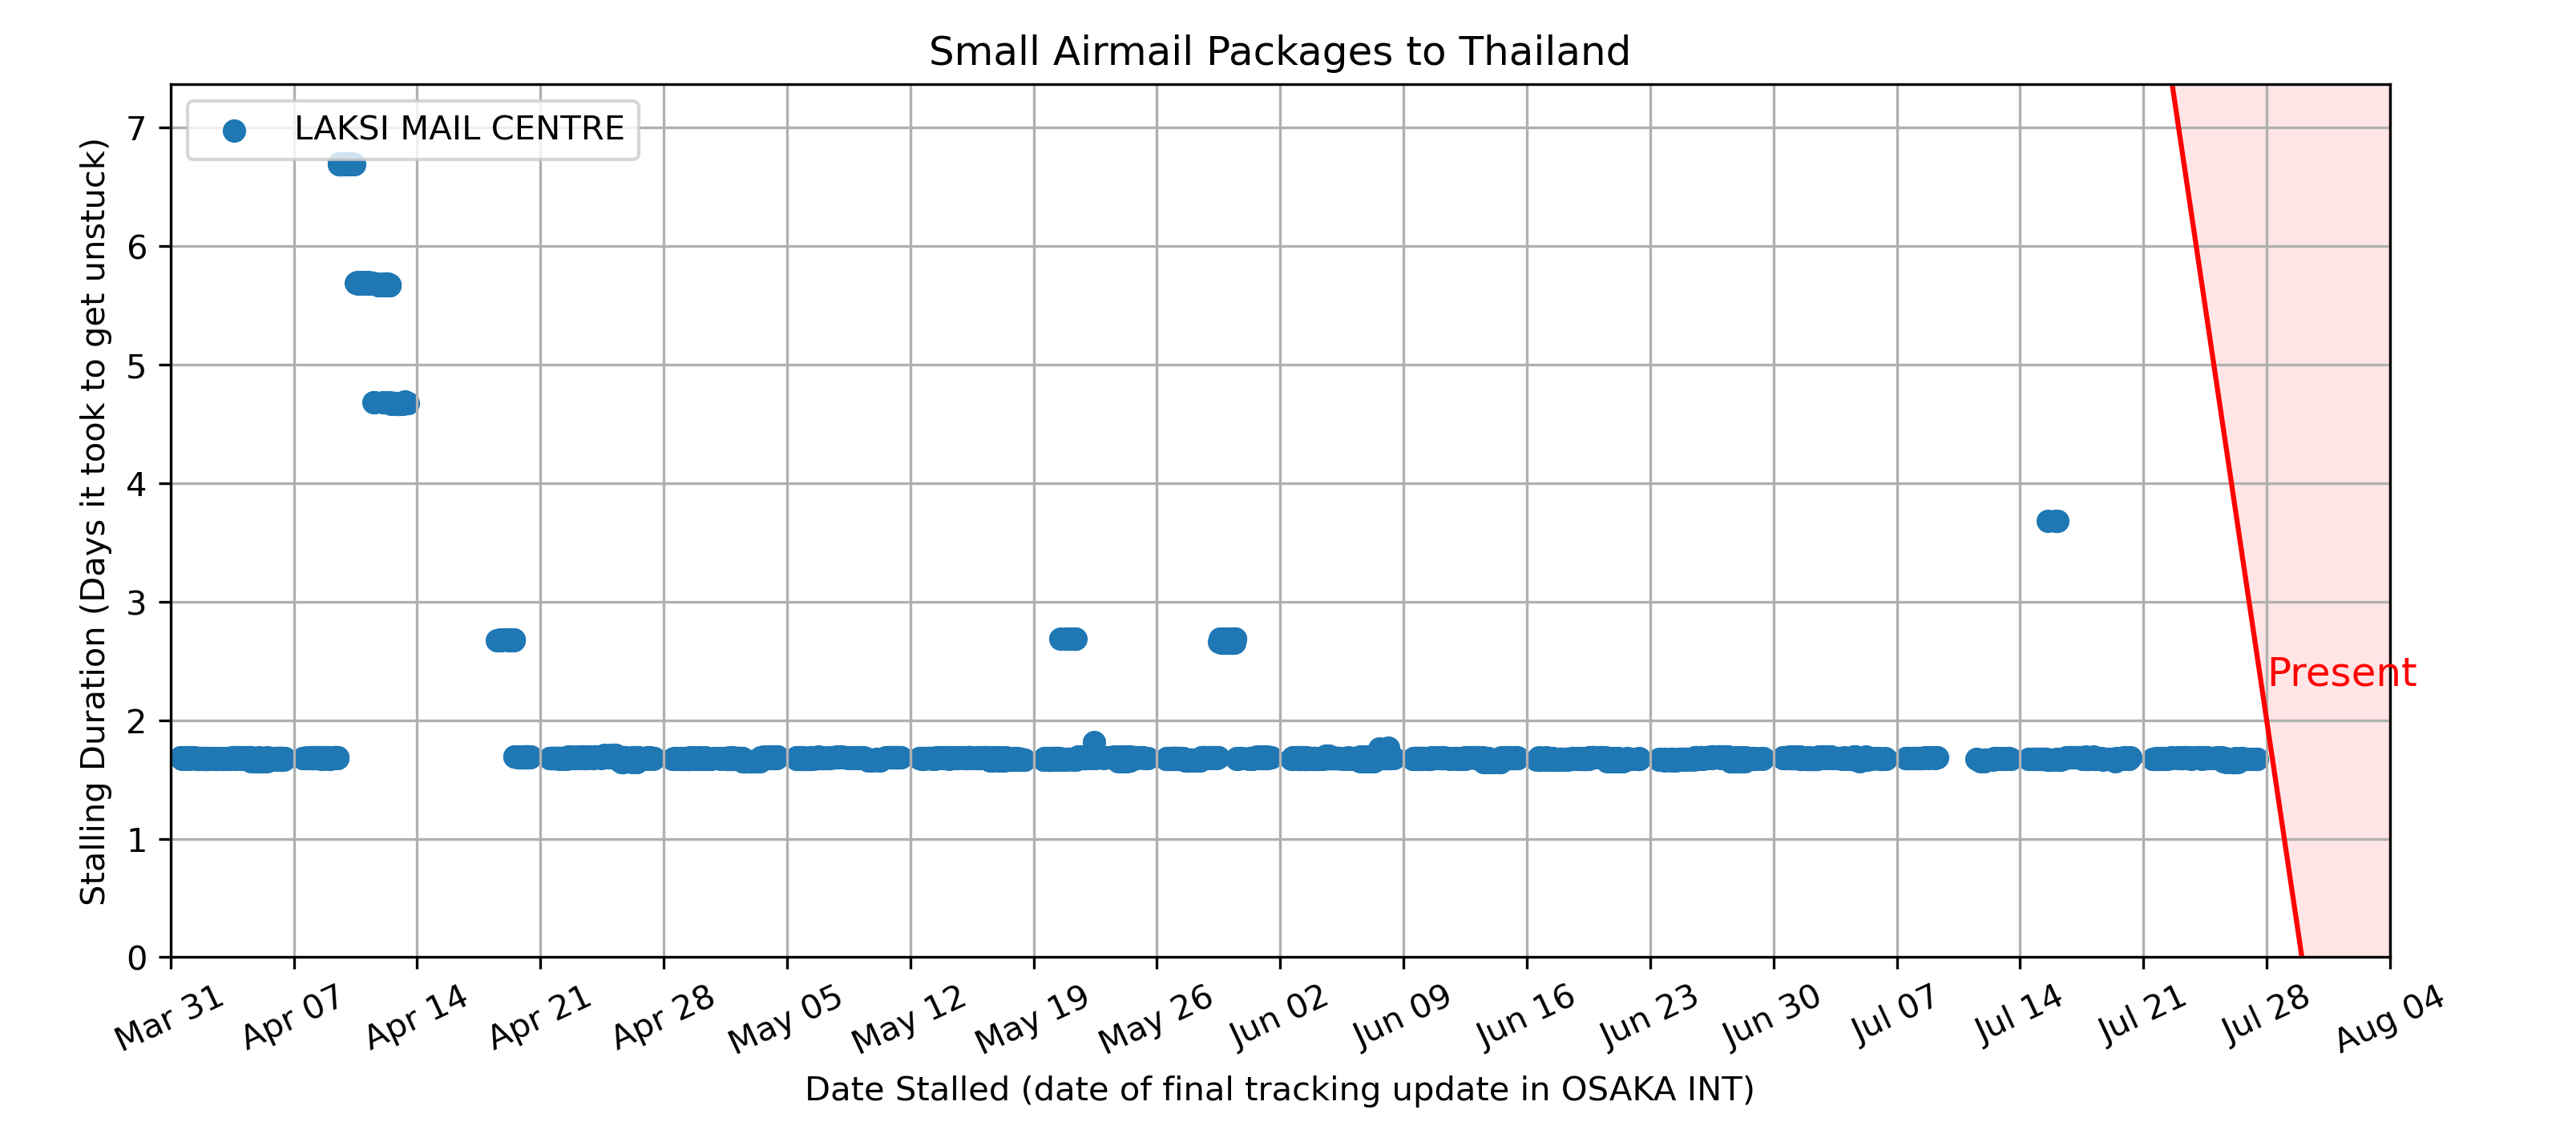 Small Airmail Packages to Thailand
LAKSI MAIL CENTRE
Stalling Duration (Days it took to get unstuck)
7
6
5
4
3
2
1
0
Present
Mar 31
Apr 07
Apr 14
Apr 21
Apr 28
May 05
May 12
May 19
May 26
Jun 02
Jun 09
Jun 16
Jun 23
Jun 30
Jul 07
Jul 14
Jul 21
Jul 28
Aug 04
Date Stalled (date of final tracking update in OSAKA INT)